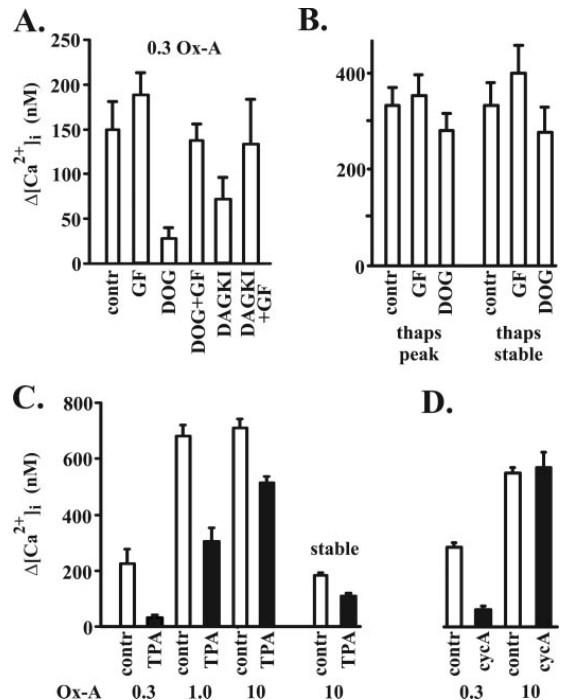 A.
B.
0.3 Ox-A
Δ[Ca²⁺]ᵢ (nM)
250
200
150
100
50
0
contr
GF
DOG
DOG+GF
DAGKI
DAGKI
+GF
400
300
200
0
contr
GF
DOG
contr
GF
DOG
thaps
peak
thaps
stable
C.
D.
Δ[Ca²⁺]ᵢ (nM)
800
600
400
200
0
stable
contr
TPA
contr
TPA
contr
TPA
contr
TPA
contr
cycA
contr
cycA
Ox-A 0.3 1.0 10 10 0.3 10